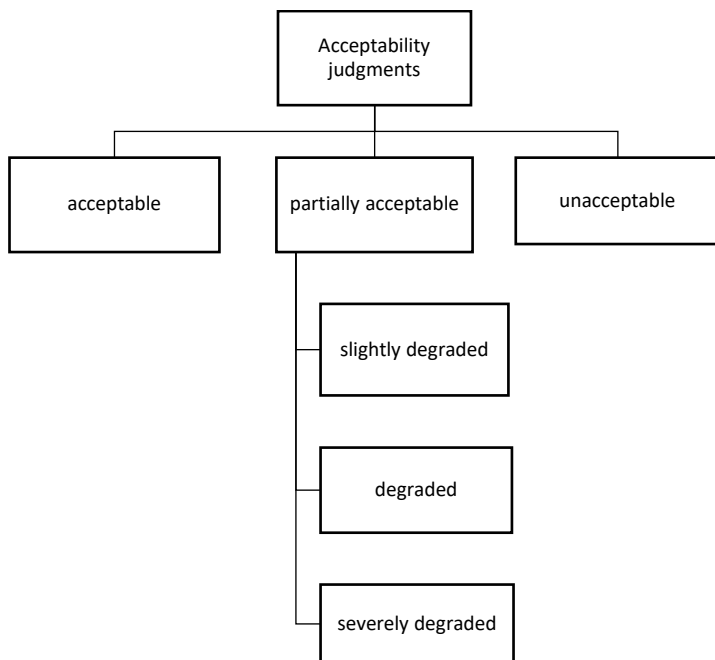 Acceptability
judgments
acceptable
partially acceptable
unacceptable
slightly degraded
degraded
severely degraded